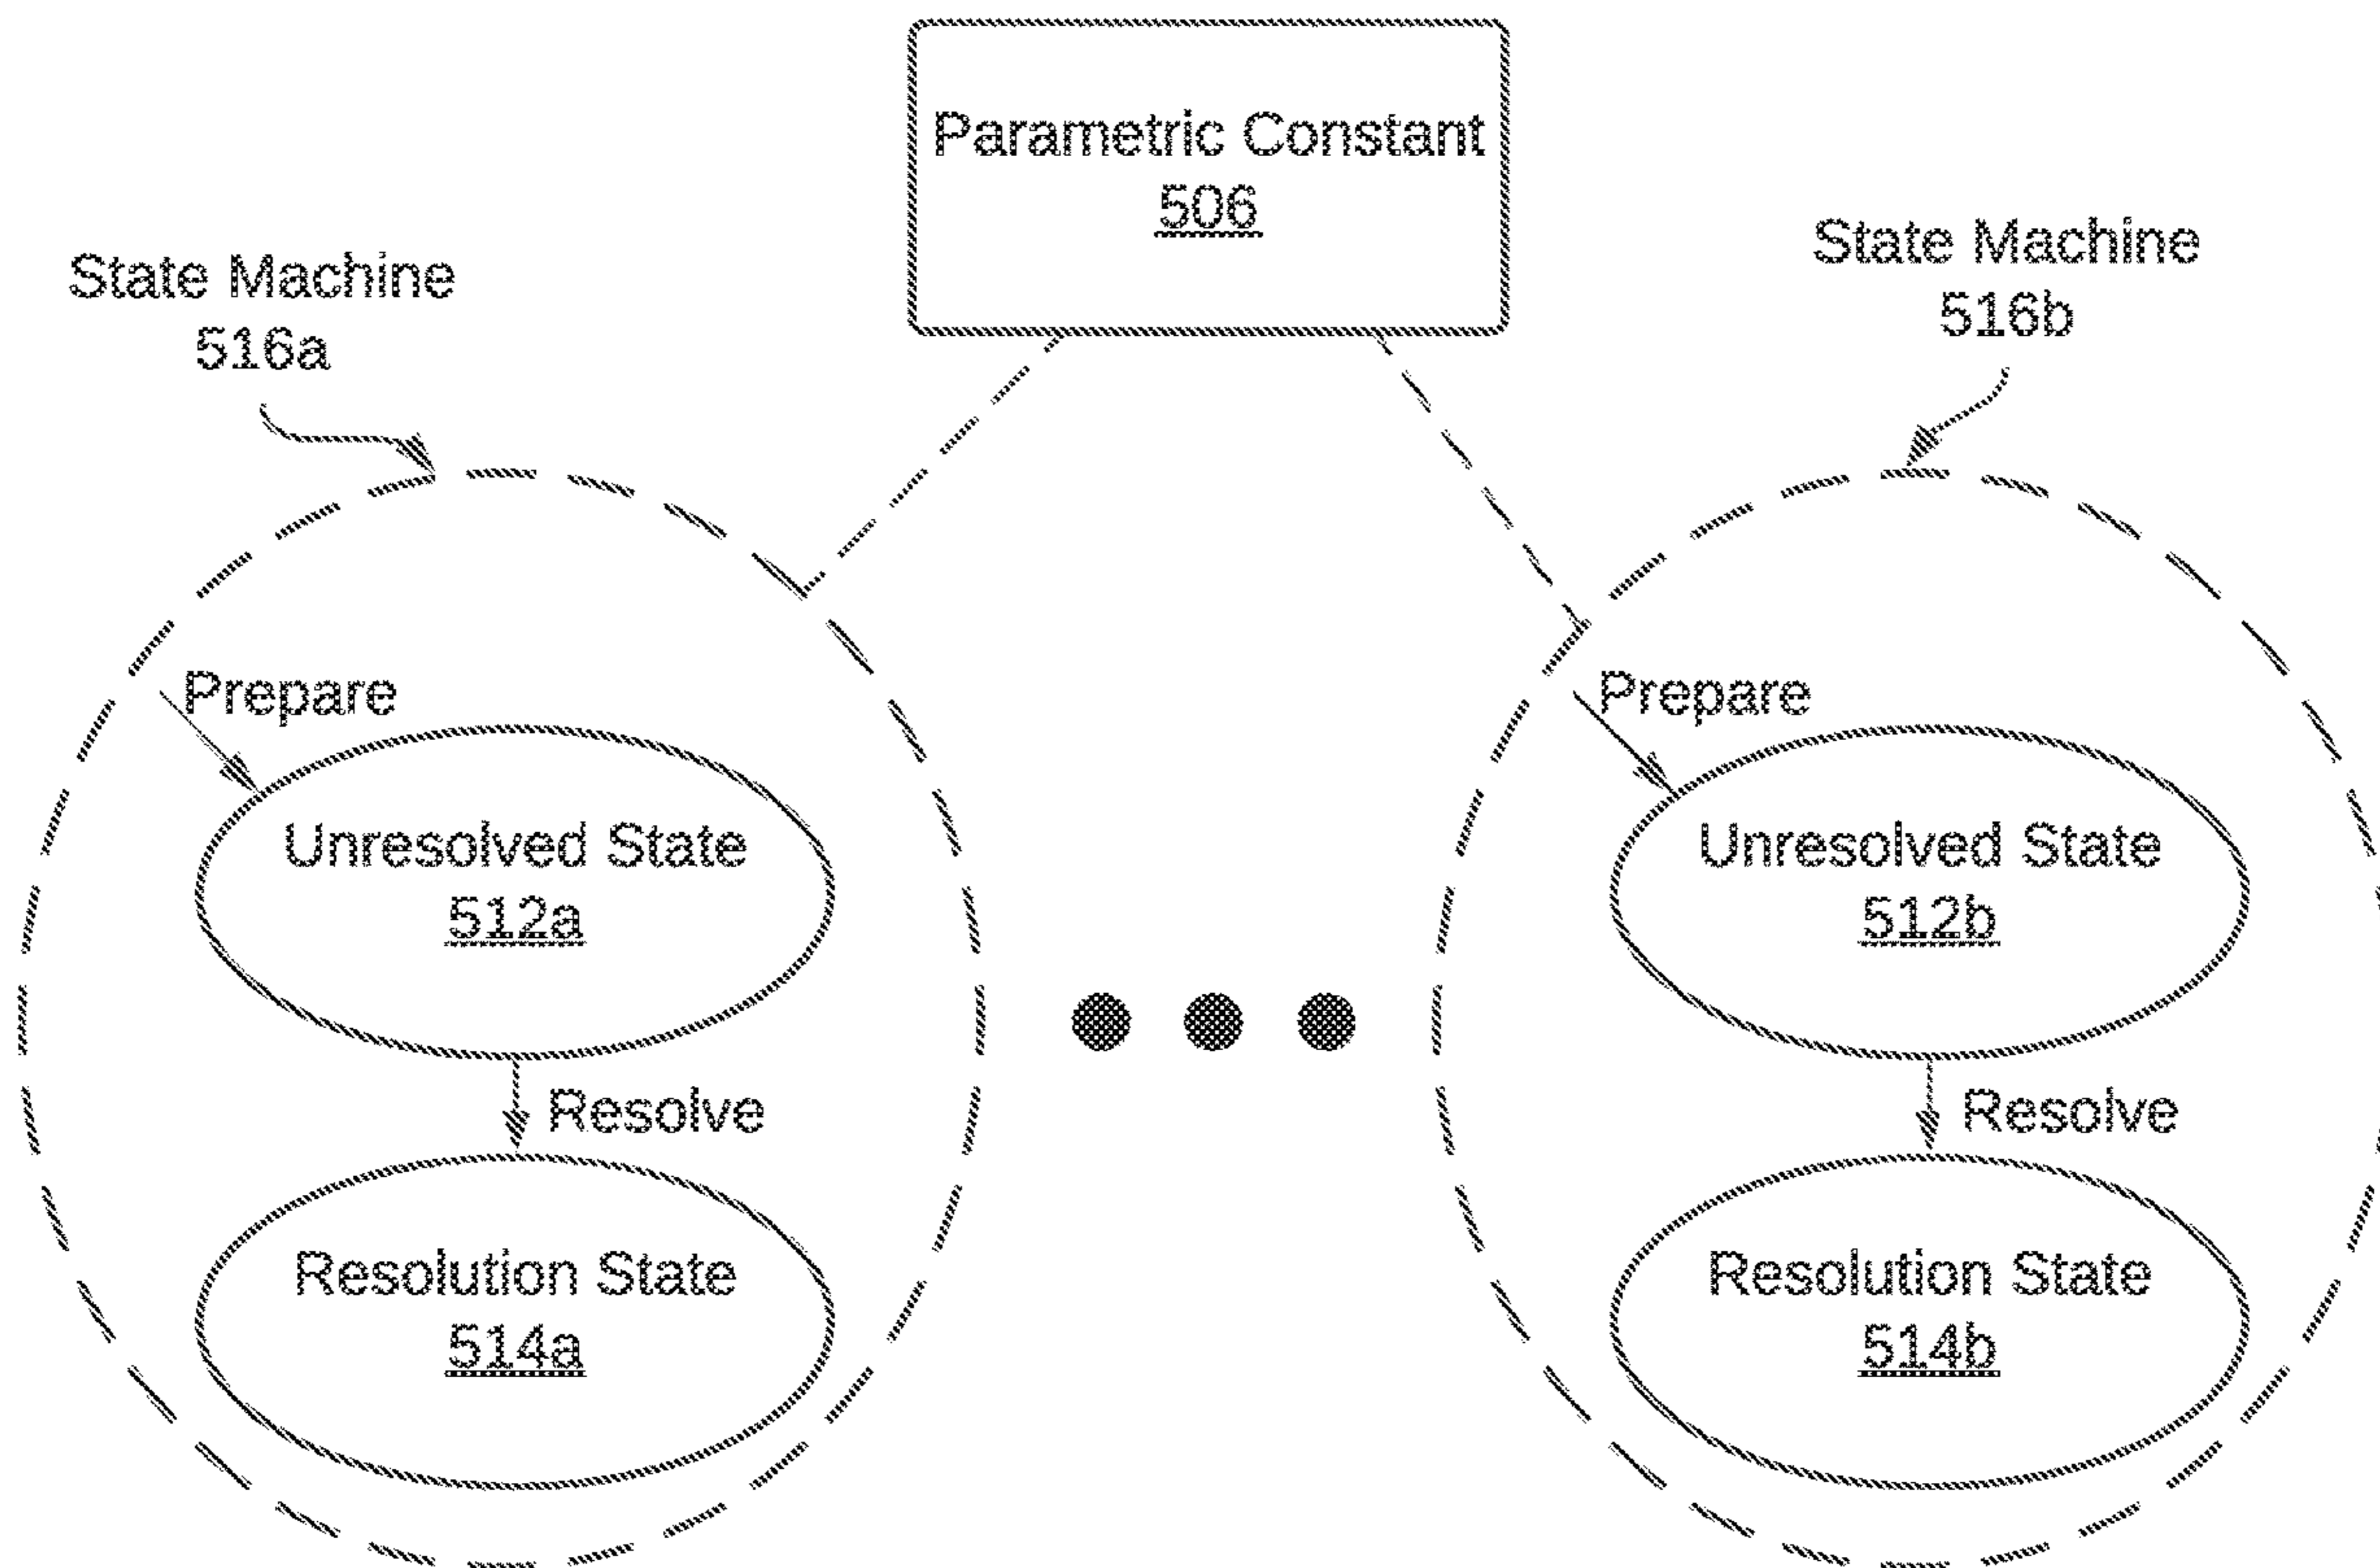 Parametric Constant
506
State Machine
516a
State Machine
516b
Prepare
Unresolved State
512a
Resolve
Resolution State
514a
Prepare
Unresolved State
512b
Resolve
Resolution State
514b